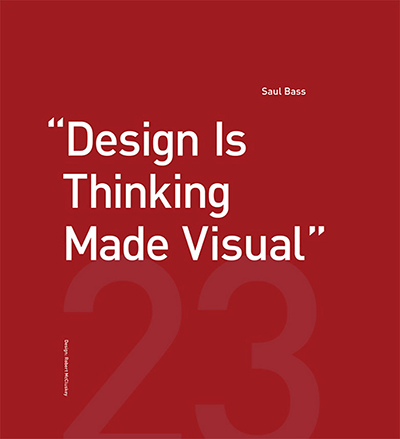 Saul Bass
“Design Is
Thinking
Made Visual”
23
Design: Robert McCluskey